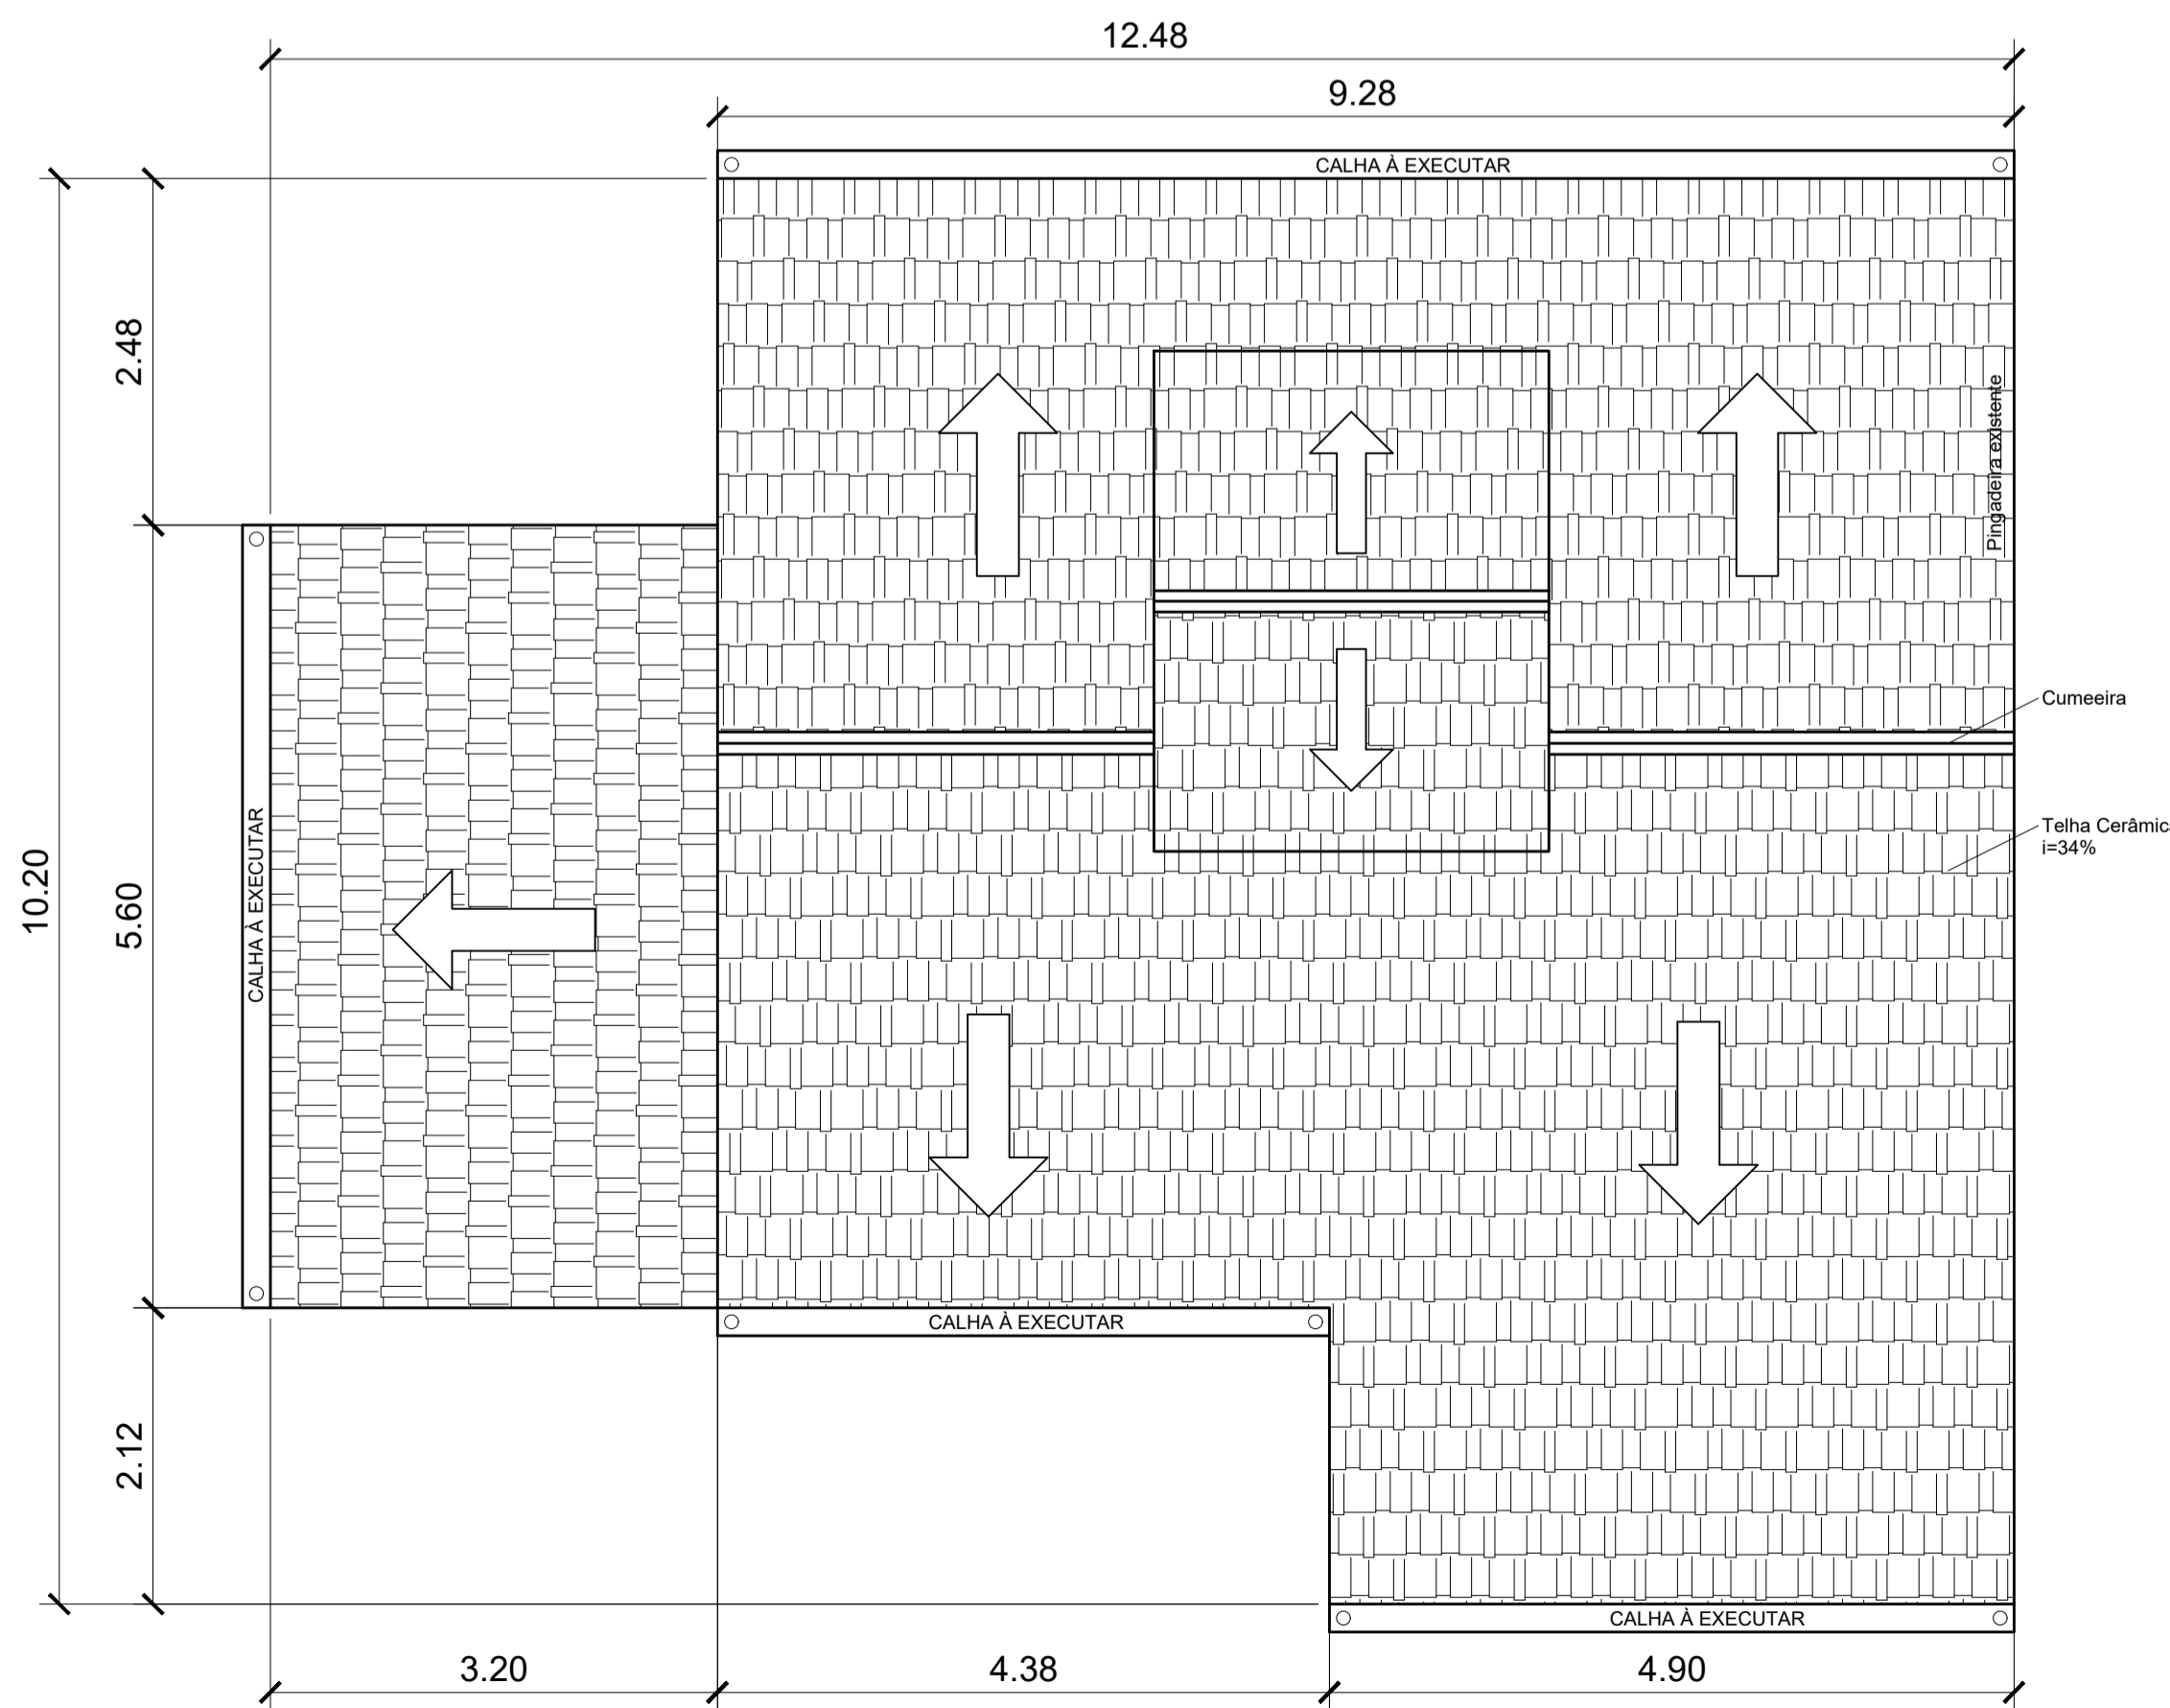 12.48
9.28
CALHA À EXECUTAR
2.48
Pingadeira existente
Cumeeira
CALHA À EXECUTAR
10.20
5.60
Telha Cerâmic
i=34%
CALHA À EXECUTAR
2.12
CALHA À EXECUTAR
3.20
4.38
4.90